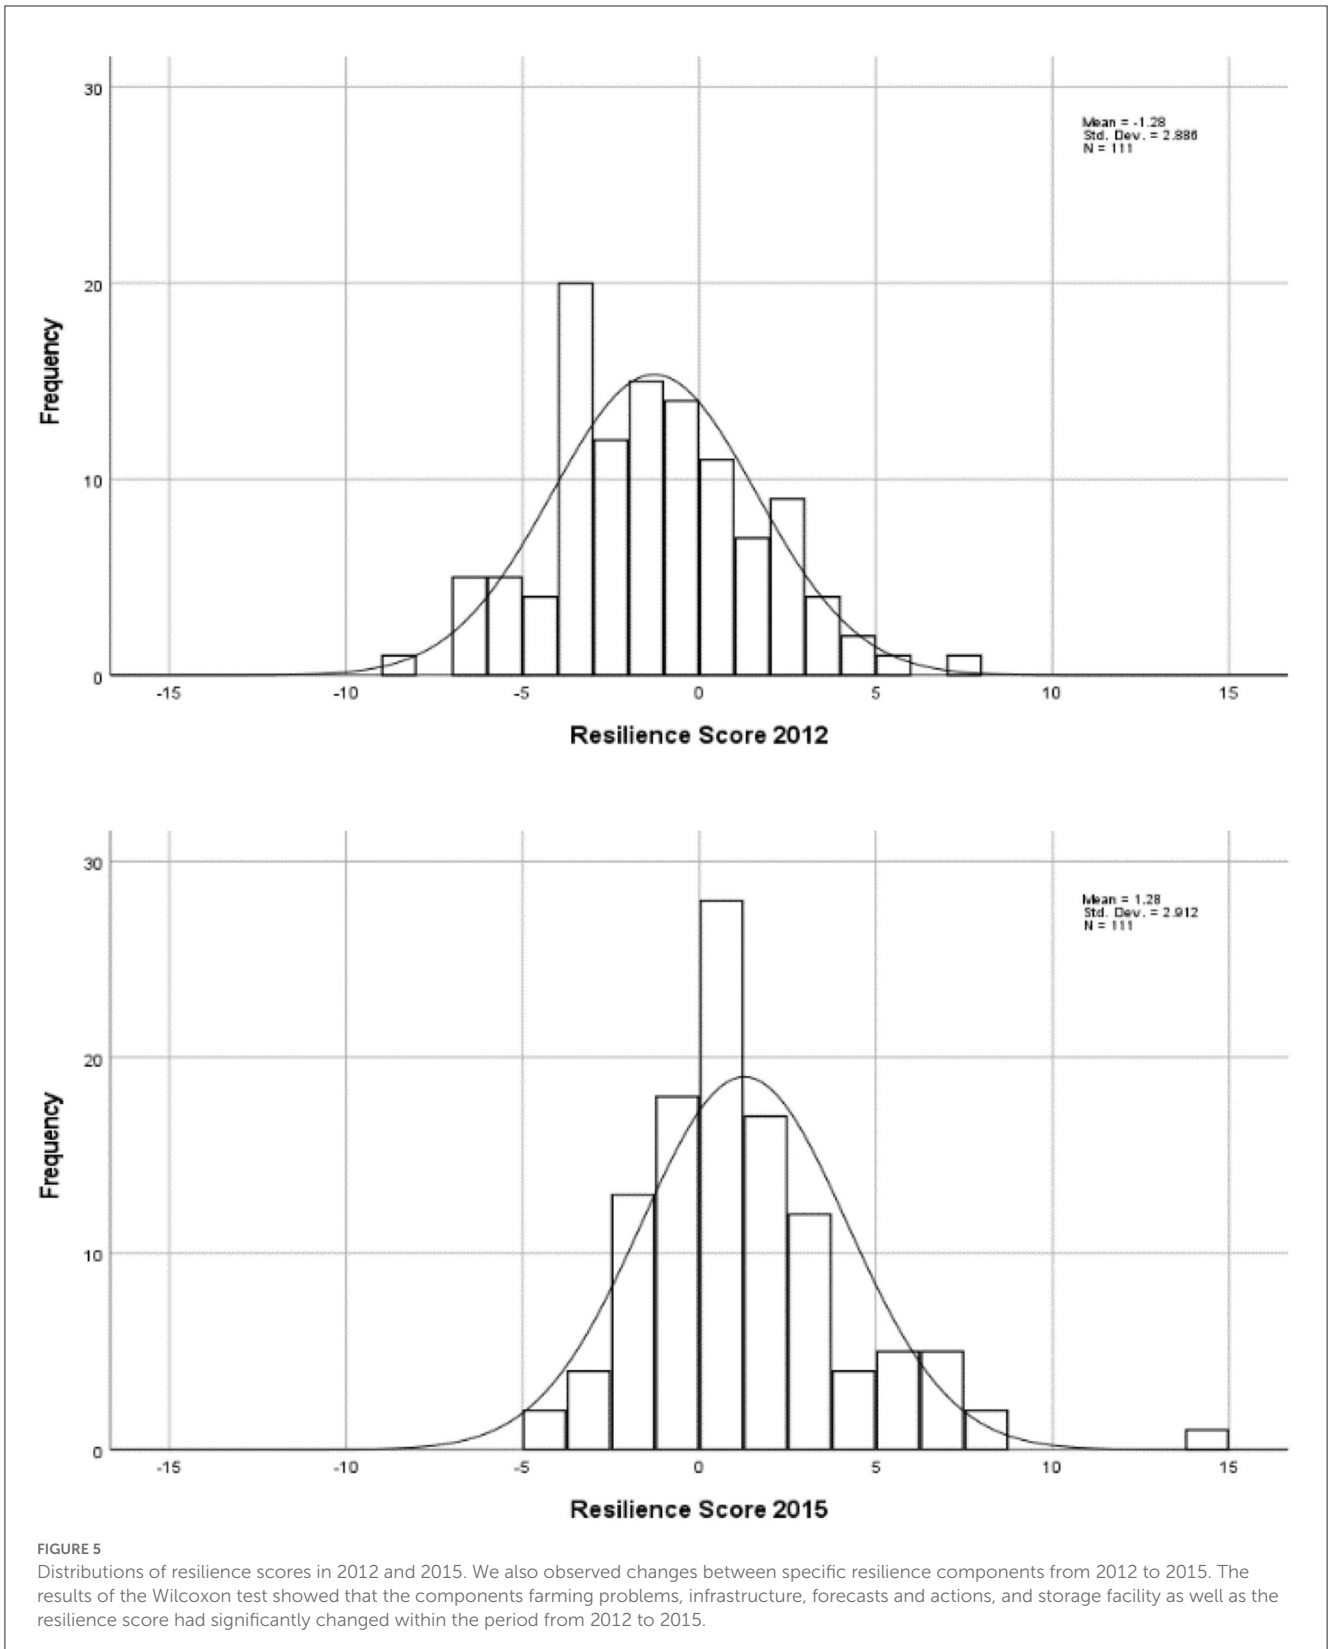 30
Mean = -1.28
Std. Dev. = 2.886
N = 111
20
Frequency
10
0
-15 -10 -5 0 5 10 15
Resilience Score 2012
30
Mean = 1.28
Std. Dev. = 2.912
N = 111
20
Frequency
10
0
-15 -10 -5 0 5 10 15
Resilience Score 2015
FIGURE 5
Distributions of resilience scores in 2012 and 2015. We also observed changes between specific resilience components from 2012 to 2015. The
results of the Wilcoxon test showed that the components farming problems, infrastructure, forecasts and actions, and storage facility as well as the
resilience score had significantly changed within the period from 2012 to 2015.